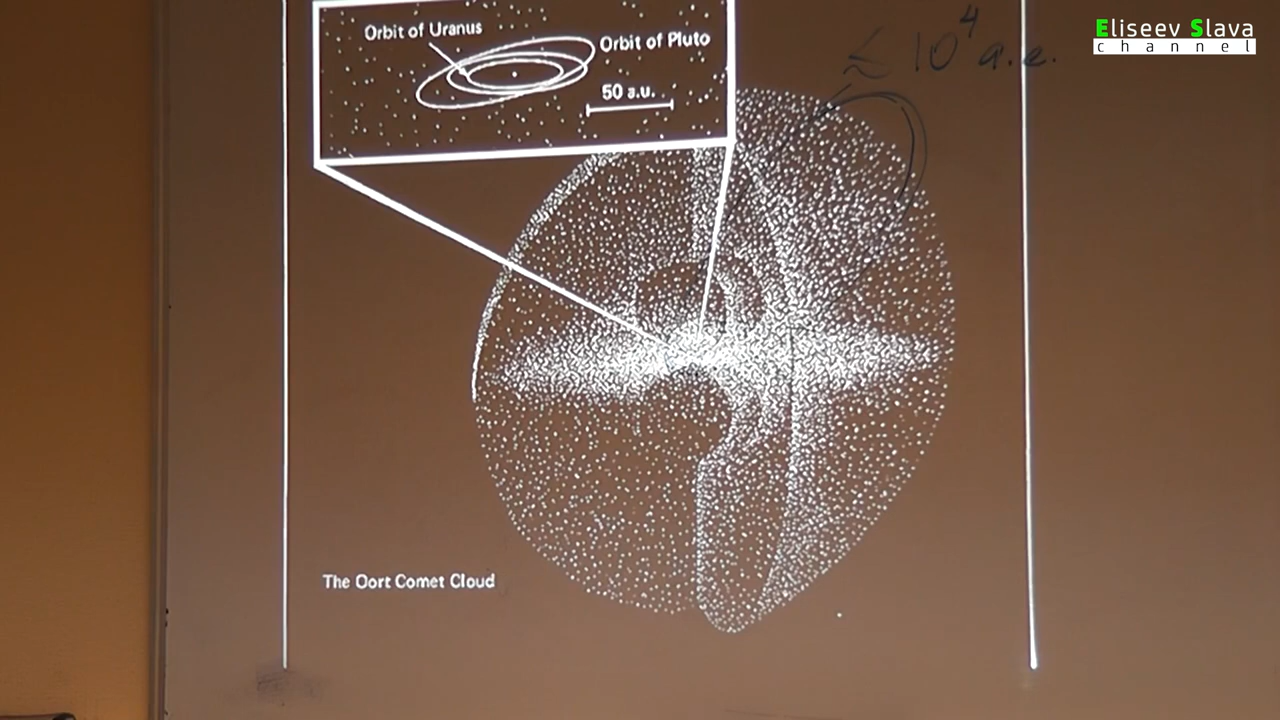 Orbit of Uranus
Orbit of Pluto
50 a.u.
≲ 10⁴ а.е.
Eliseev Slava
channel
The Oort Comet Cloud